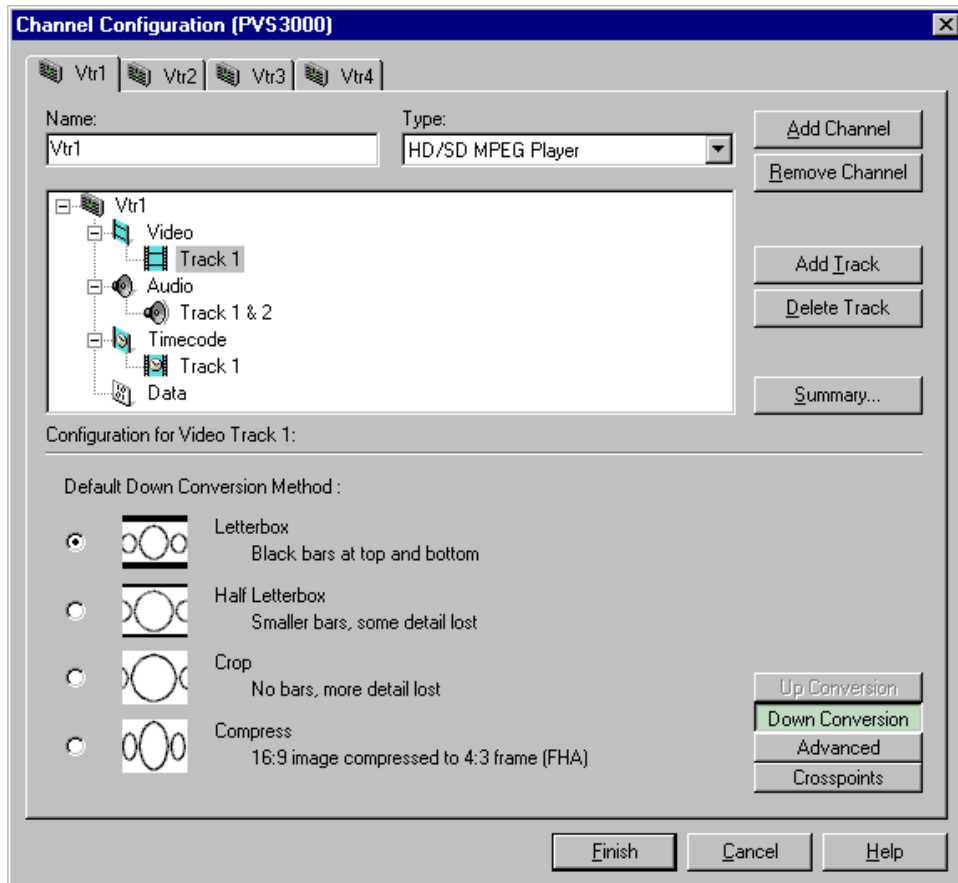 Channel Configuration (PVS3000)
Vtr1 Vtr2 Vtr3 Vtr4
Name:
Type:
Vtr1
HD/SD MPEG Player
Add Channel
Remove Channel
Vtr1
Video
Track 1
Audio
Track 1 & 2
Timecode
Track 1
Data
Add Track
Delete Track
Summary...
Configuration for Video Track 1:
Default Down Conversion Method :
Letterbox
Black bars at top and bottom
Half Letterbox
Smaller bars, some detail lost
Crop
No bars, more detail lost
Compress
16:9 image compressed to 4:3 frame (FHA)
Up Conversion
Down Conversion
Advanced
Crosspoints
Finish
Cancel
Help